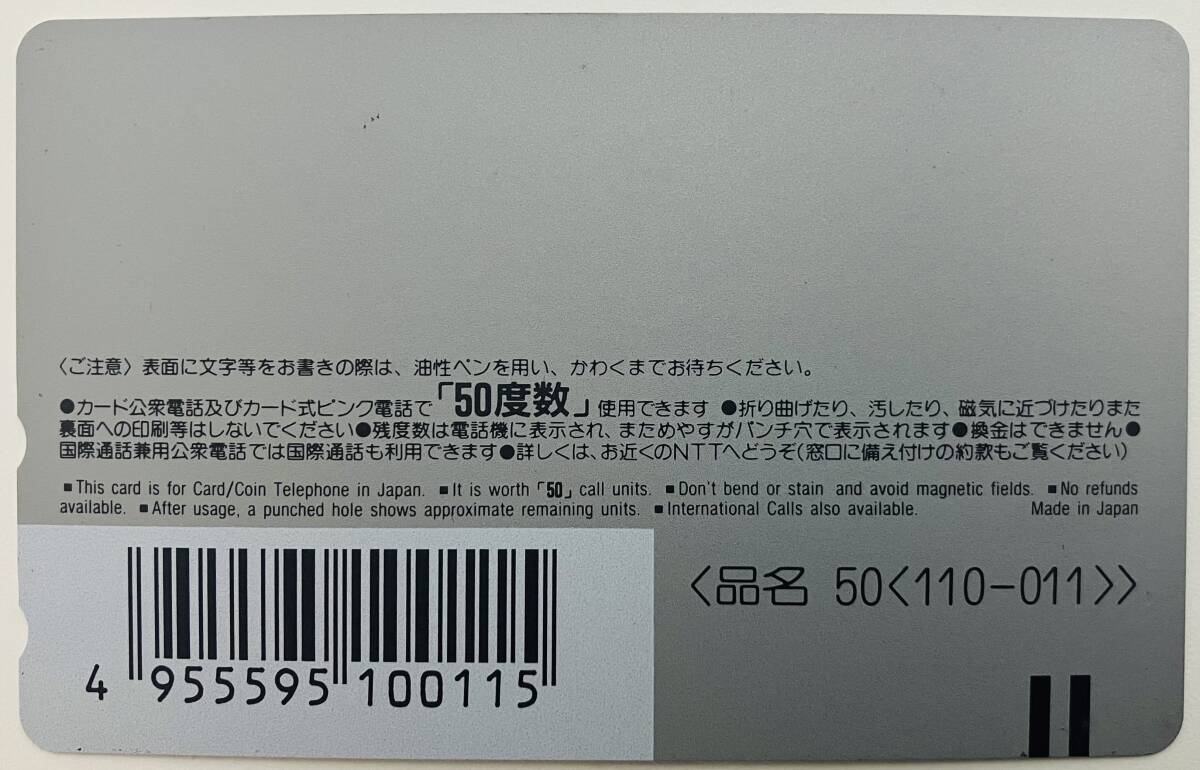 〈ご注意〉表面に文字等をお書きの際は、油性ペンを用い、かわくまでお待ちください。
●カード公衆電話及びカード式ピンク電話で「50度数」使用できます ●折り曲げたり、汚したり、磁気に近づけたりまた
裏面への印刷等はしないでください●残度数は電話機に表示され、まためやすがパンチ穴で表示されます●換金はできません●
国際通話兼用公衆電話では国際通話も利用できます●詳しくは、お近くのNTTへどうぞ(窓口に備え付けの約款もご覧ください)
■This card is for Card/Coin Telephone in Japan. ■It is worth「50」call units. ■Don't bend or stain and avoid magnetic fields. ■No refunds
available. ■After usage, a punched hole shows approximate remaining units. ■International Calls also available. Made in Japan
〈品名 50〈110-011〉〉
4 955595 100115